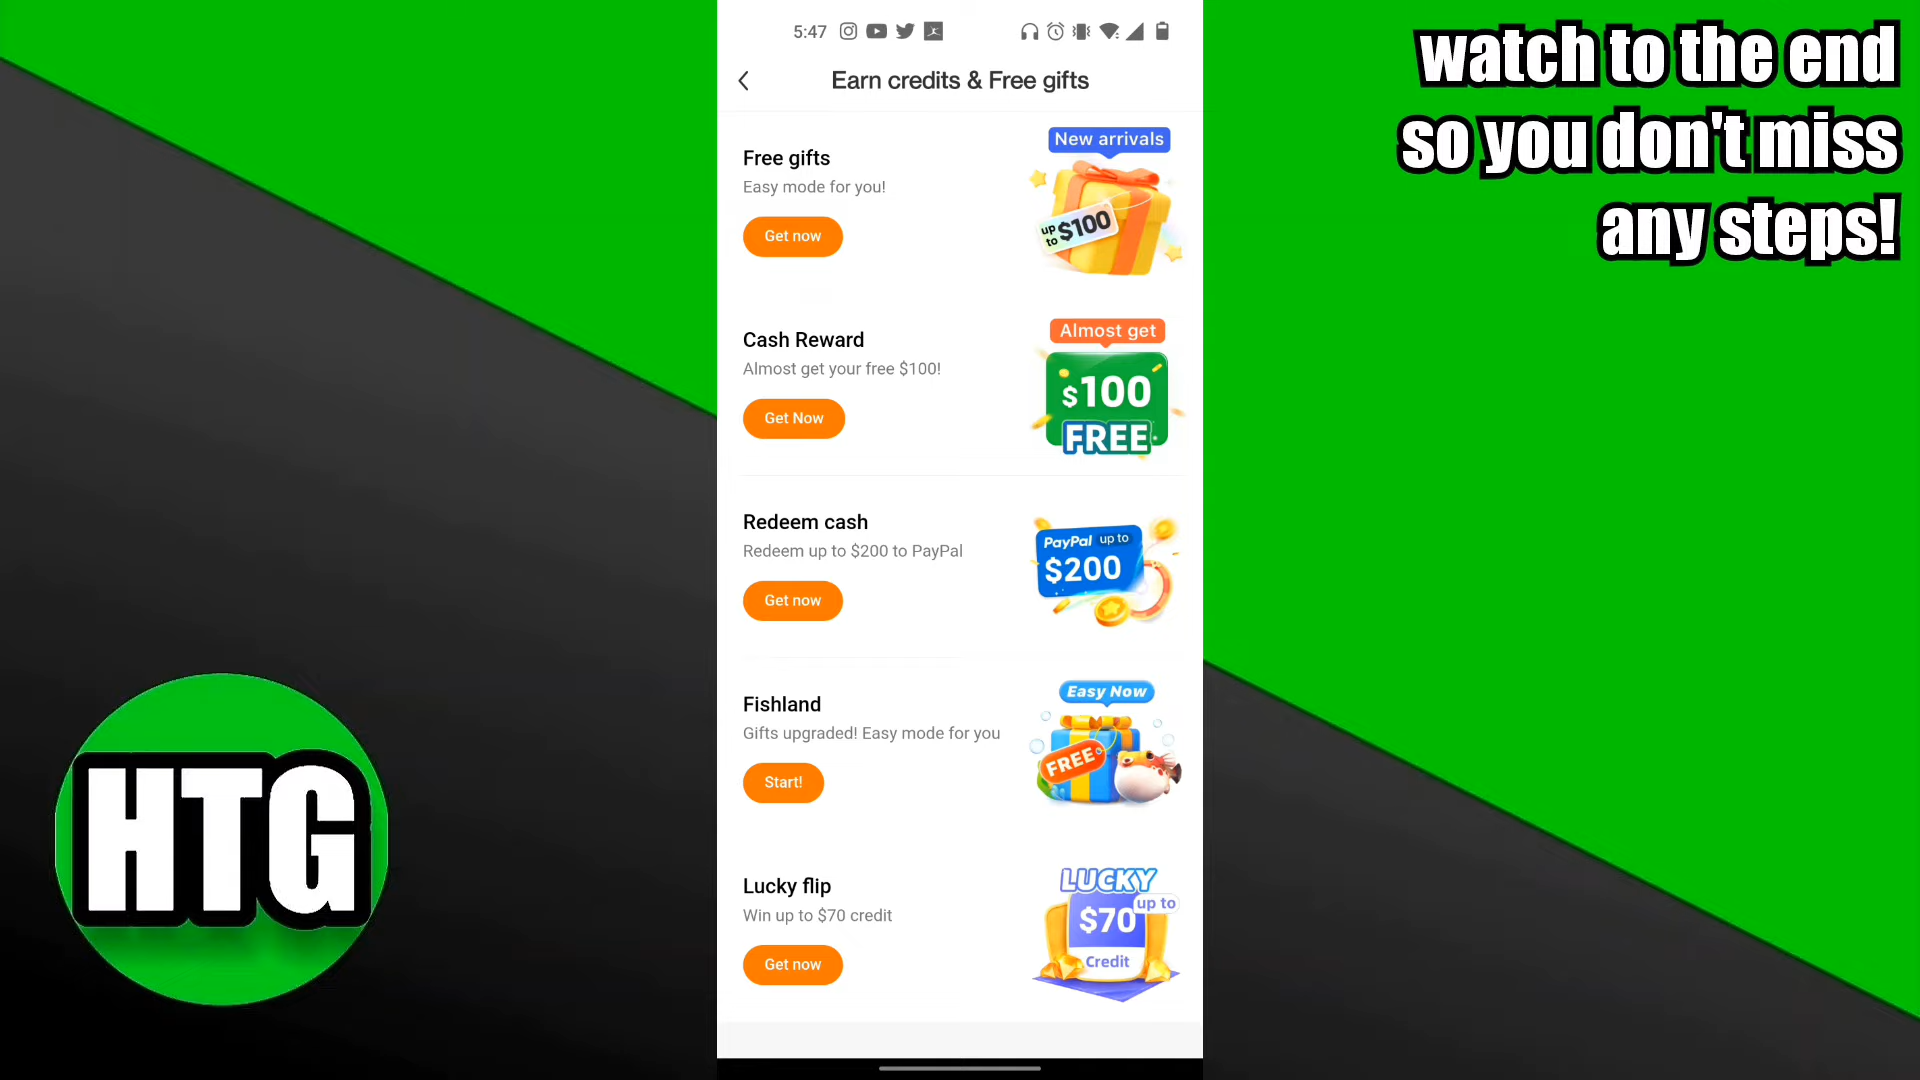 watch to the end
so you don't miss
any steps!
5:47
Earn credits & Free gifts
Free gifts
Easy mode for you!
Get now
New arrivals
up to $100
Cash Reward
Almost get your free $100!
Get Now
Almost get
$100
FREE
Redeem cash
Redeem up to $200 to PayPal
Get now
PayPal up to
$200
Fishland
Gifts upgraded! Easy mode for you
Start!
Easy Now
FREE
Lucky flip
Win up to $70 credit
Get now
LUCKY
up to
$70
Credit
HTG